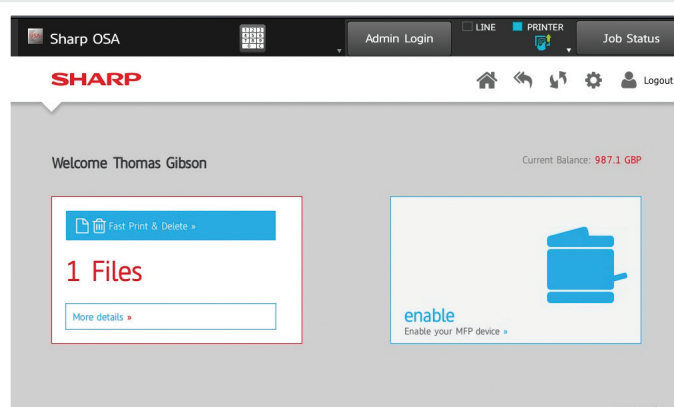 Sharp OSA
Admin Login
LINE
PRINTER
Job Status
SHARP
Logout
Welcome Thomas Gibson
Current Balance: 987.1 GBP
Fast Print & Delete »
1 Files
More details »
enable
Enable your MFP device »